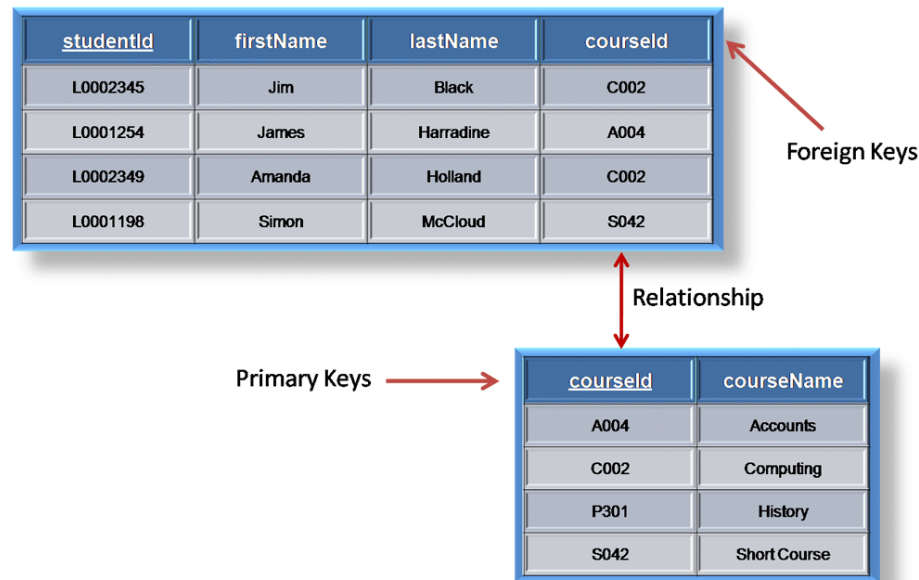 studentId firstName lastName courseId
L0002345 Jim Black C002
L0001254 James Harradine A004
L0002349 Amanda Holland C002
L0001198 Simon McCloud S042
Foreign Keys
Relationship
Primary Keys
courseId courseName
A004 Accounts
C002 Computing
P301 History
S042 Short Course